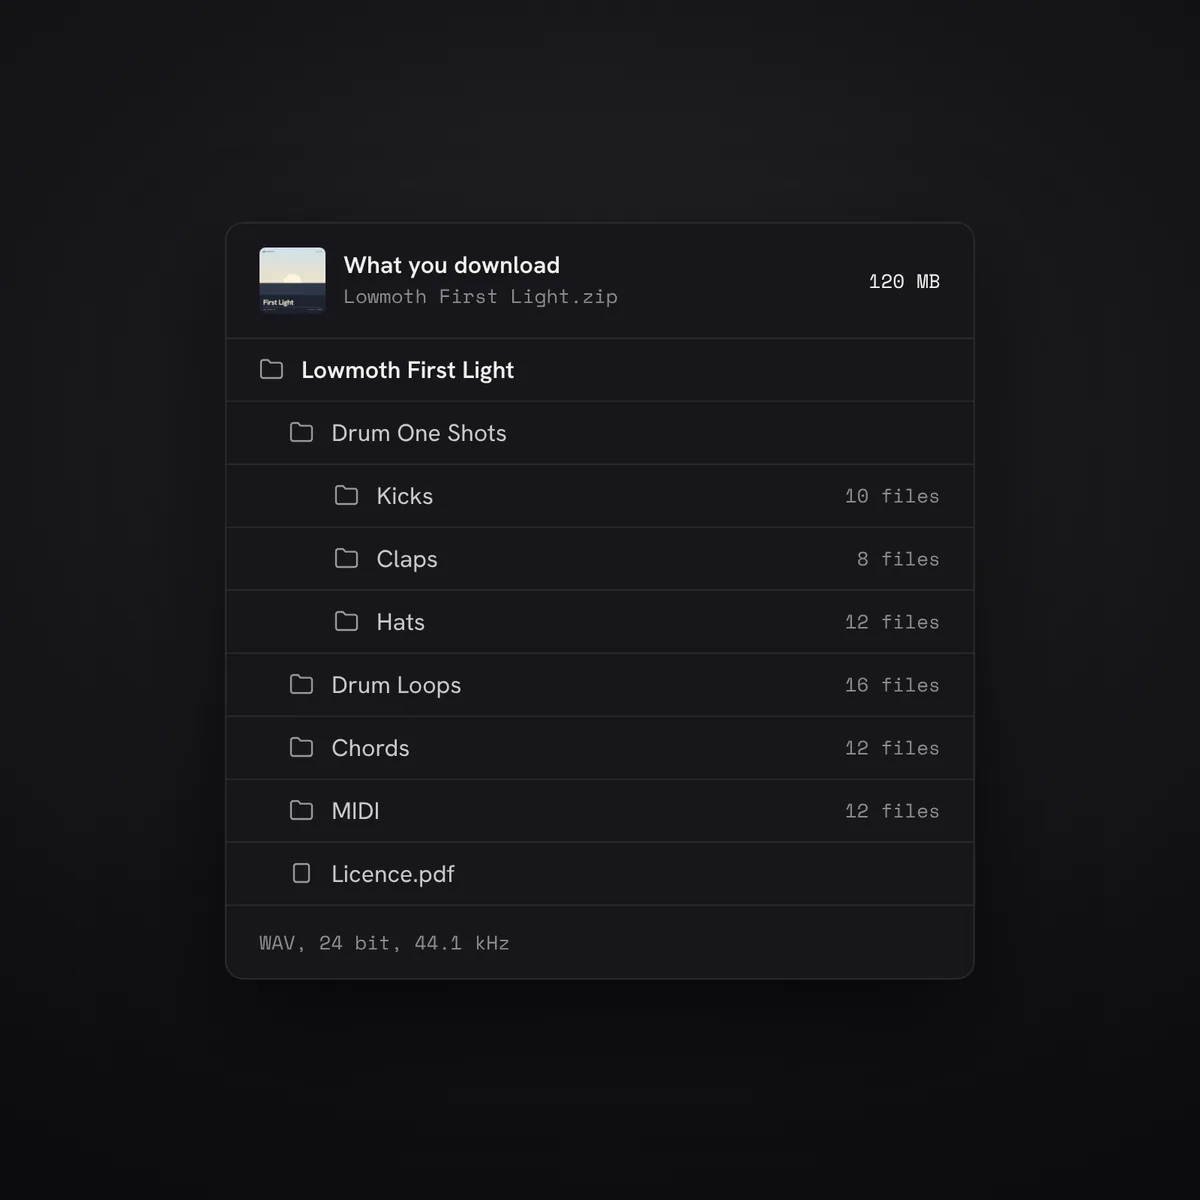 What you download
Lowmoth First Light.zip
120 MB
First Light
Lowmoth First Light
Drum One Shots
Kicks 10 files
Claps 8 files
Hats 12 files
Drum Loops 16 files
Chords 12 files
MIDI 12 files
Licence.pdf
WAV, 24 bit, 44.1 kHz